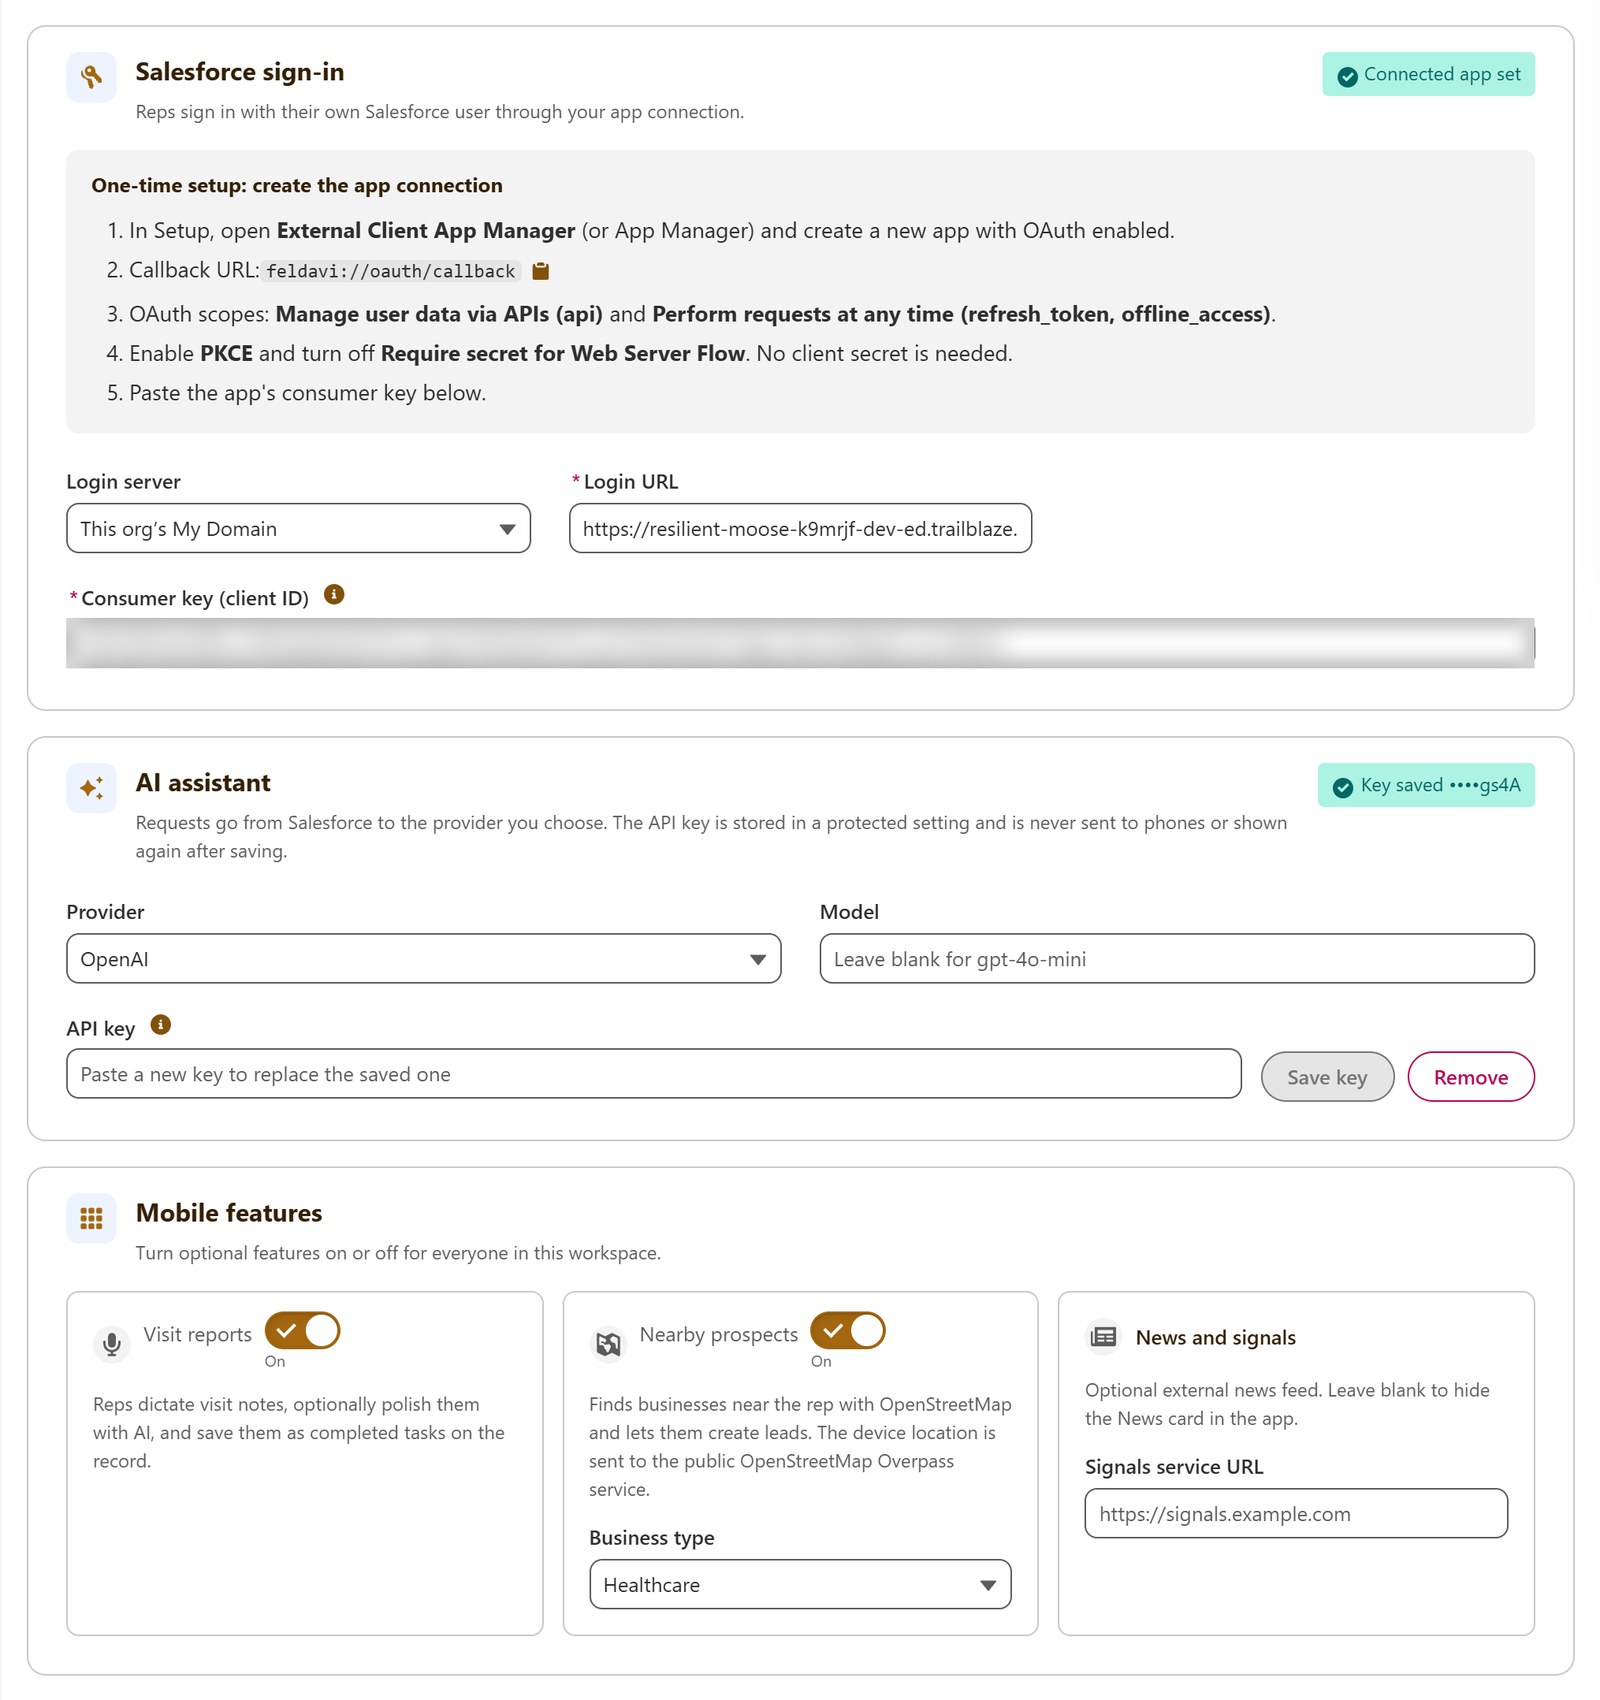 Salesforce sign-in
Connected app set
Reps sign in with their own Salesforce user through your app connection.
One-time setup: create the app connection
1. In Setup, open External Client App Manager (or App Manager) and create a new app with OAuth enabled.
2. Callback URL: feldavi://oauth/callback
3. OAuth scopes: Manage user data via APIs (api) and Perform requests at any time (refresh_token, offline_access).
4. Enable PKCE and turn off Require secret for Web Server Flow. No client secret is needed.
5. Paste the app's consumer key below.
Login server
* Login URL
This org’s My Domain
https://resilient-moose-k9mrjf-dev-ed.trailblaze.
* Consumer key (client ID)
AI assistant
Key saved ••••gs4A
Requests go from Salesforce to the provider you choose. The API key is stored in a protected setting and is never sent to phones or shown
again after saving.
Provider
Model
OpenAI
Leave blank for gpt-4o-mini
API key
Paste a new key to replace the saved one
Save key
Remove
Mobile features
Turn optional features on or off for everyone in this workspace.
Visit reports
On
Reps dictate visit notes, optionally polish them
with AI, and save them as completed tasks on the
record.
Nearby prospects
On
Finds businesses near the rep with OpenStreetMap
and lets them create leads. The device location is
sent to the public OpenStreetMap Overpass
service.
Business type
Healthcare
News and signals
Optional external news feed. Leave blank to hide
the News card in the app.
Signals service URL
https://signals.example.com